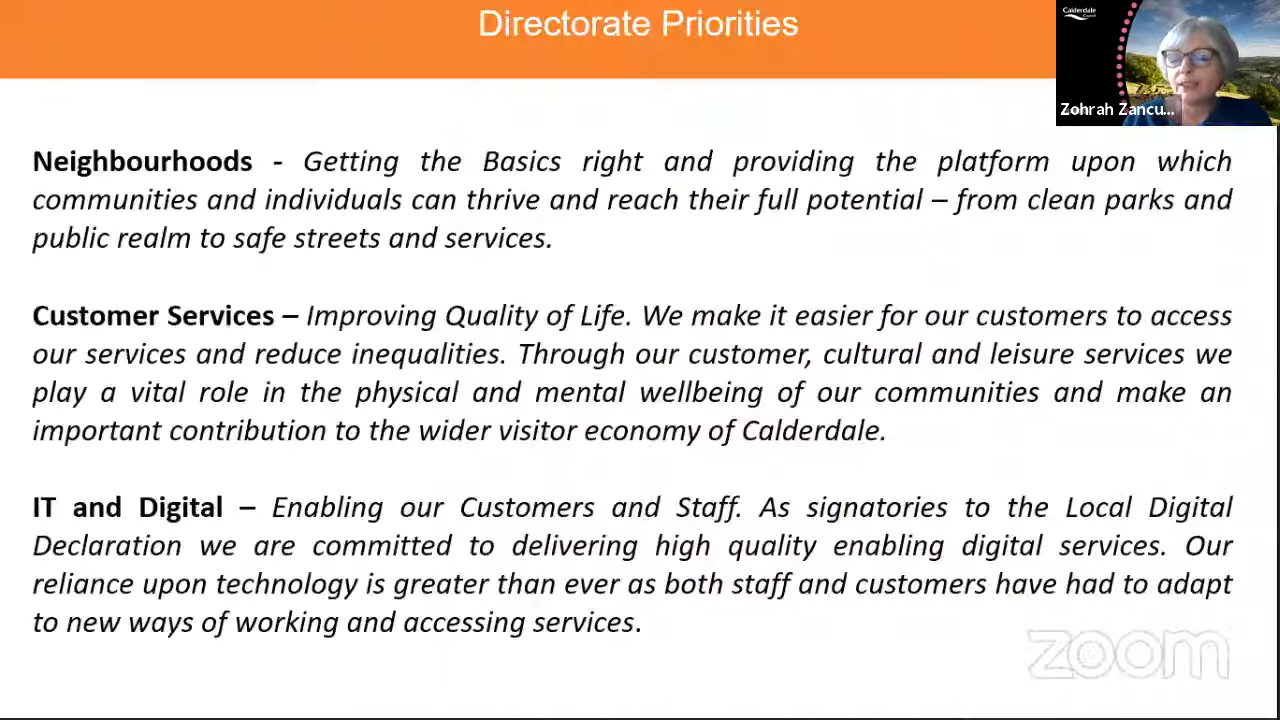 Directorate Priorities
Calderdale
Council
Zohrah Zancu...
Neighbourhoods - Getting the Basics right and providing the platform upon which
communities and individuals can thrive and reach their full potential – from clean parks and
public realm to safe streets and services.
Customer Services – Improving Quality of Life. We make it easier for our customers to access
our services and reduce inequalities. Through our customer, cultural and leisure services we
play a vital role in the physical and mental wellbeing of our communities and make an
important contribution to the wider visitor economy of Calderdale.
IT and Digital – Enabling our Customers and Staff. As signatories to the Local Digital
Declaration we are committed to delivering high quality enabling digital services. Our
reliance upon technology is greater than ever as both staff and customers have had to adapt
to new ways of working and accessing services.
zoom